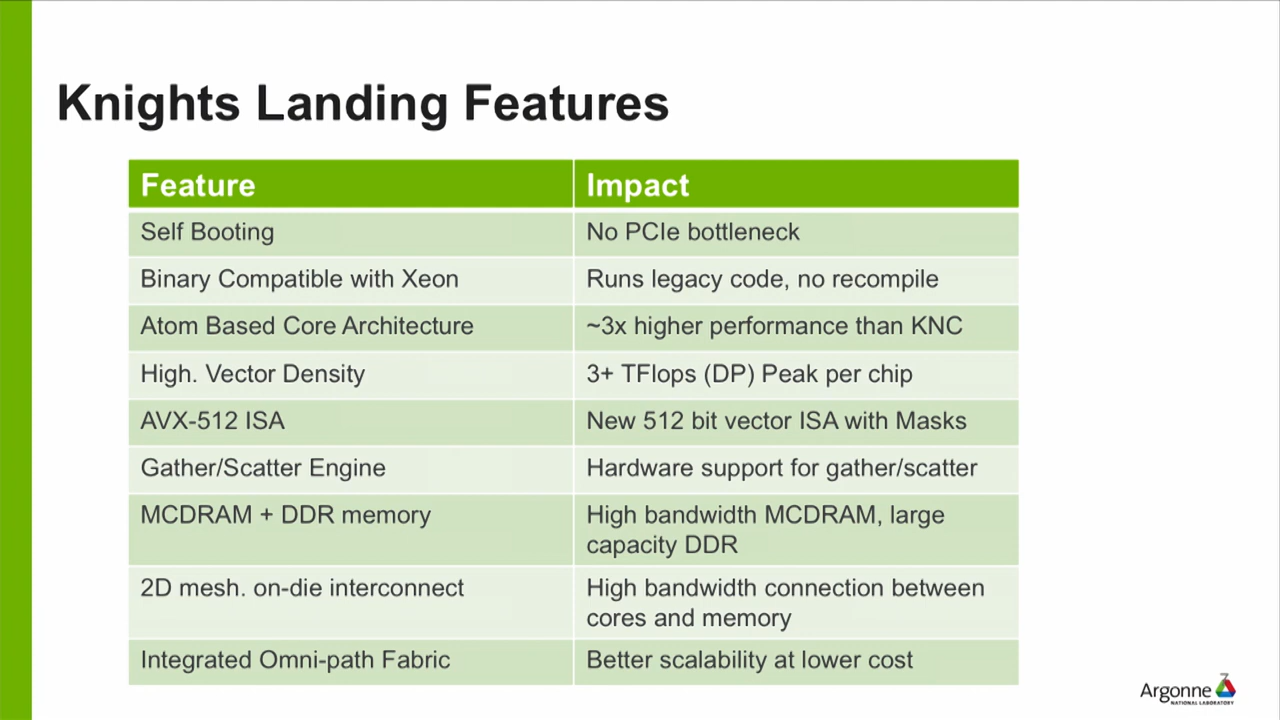 Knights Landing Features
Feature
Impact
Self Booting
No PCIe bottleneck
Binary Compatible with Xeon
Runs legacy code, no recompile
Atom Based Core Architecture
~3x higher performance than KNC
High. Vector Density
3+ TFlops (DP) Peak per chip
AVX-512 ISA
New 512 bit vector ISA with Masks
Gather/Scatter Engine
Hardware support for gather/scatter
MCDRAM + DDR memory
High bandwidth MCDRAM, large
capacity DDR
2D mesh. on-die interconnect
High bandwidth connection between
cores and memory
Integrated Omni-path Fabric
Better scalability at lower cost
7
Argonne
NATIONAL LABORATORY